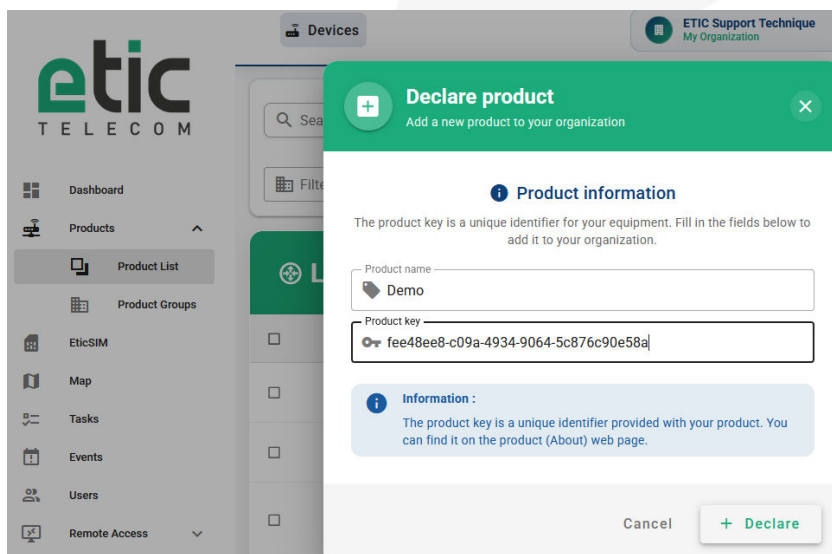 etic
TELECOM
Dashboard
Products
Product List
Product Groups
EticSIM
Map
Tasks
Events
Users
Remote Access
Devices
ETIC Support Technique
My Organization
Sea
Filte
L
Declare product
Add a new product to your organization
Product information
The product key is a unique identifier for your equipment. Fill in the fields below to
add it to your organization.
Product name
Demo
Product key
fee48ee8-c09a-4934-9064-5c876c90e58a
Information :
The product key is a unique identifier provided with your product. You
can find it on the product (About) web page.
Cancel
+ Declare